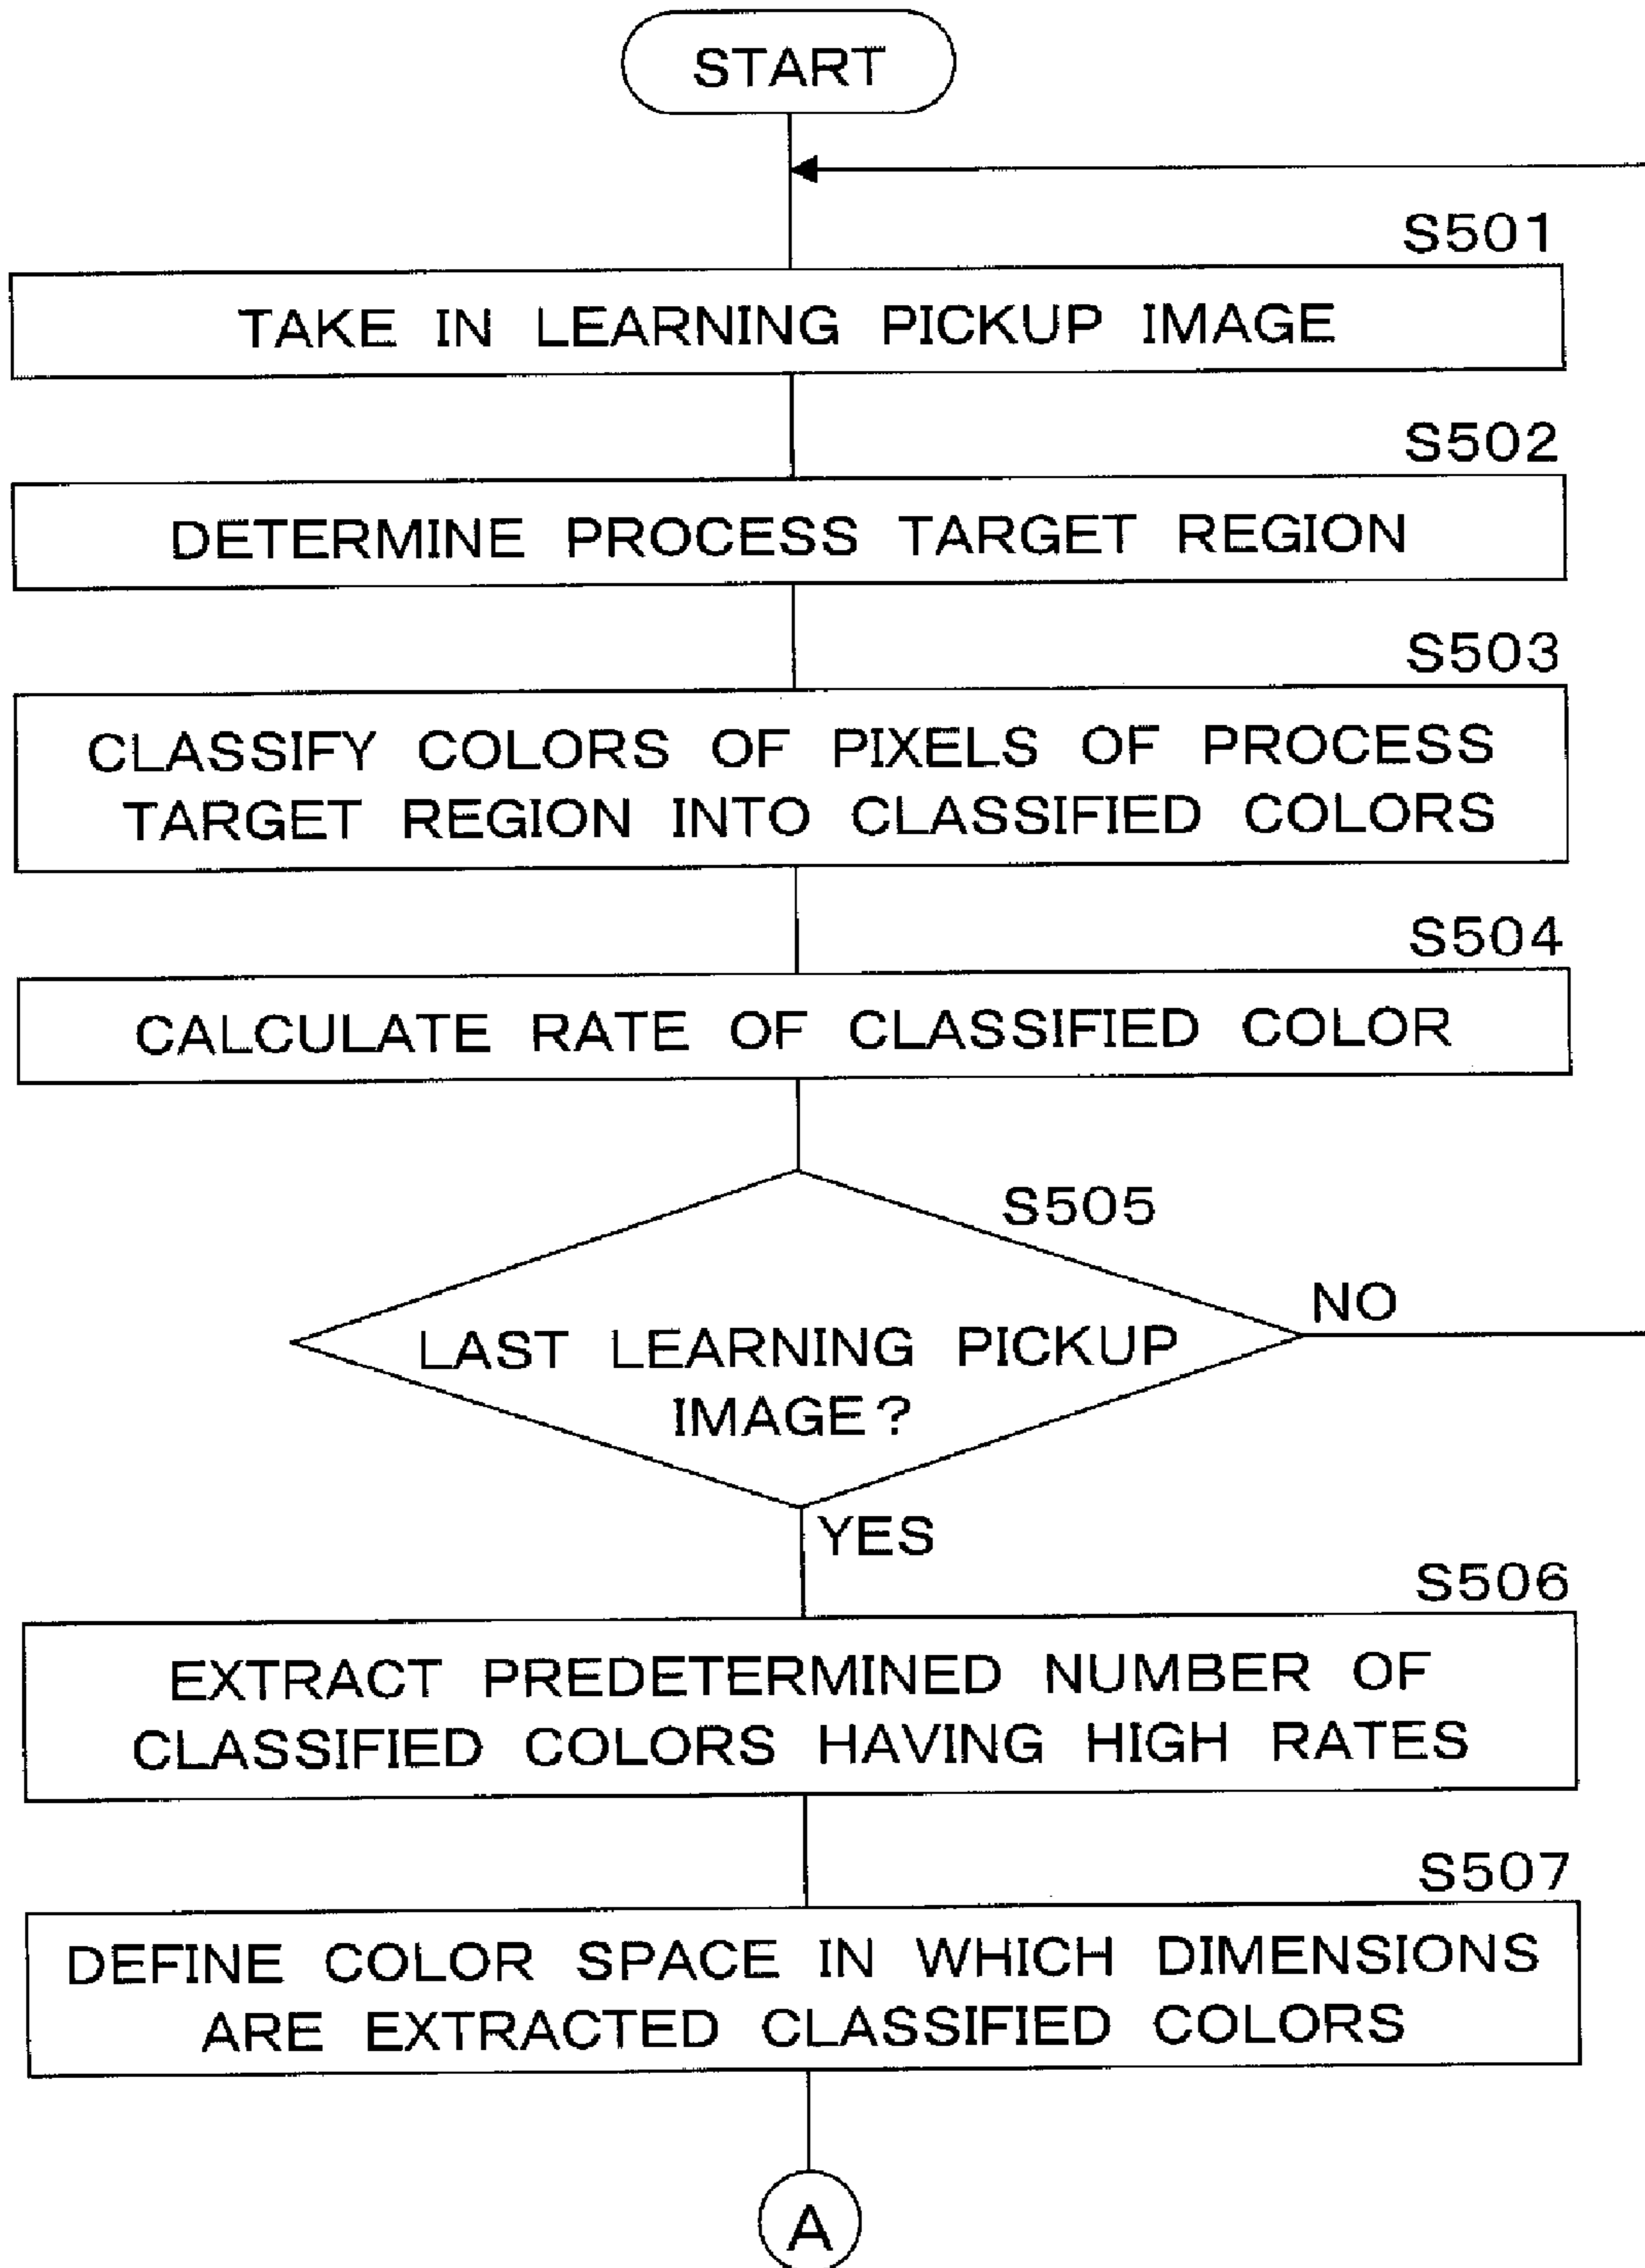 START
S501
TAKE IN LEARNING PICKUP IMAGE
S502
DETERMINE PROCESS TARGET REGION
S503
CLASSIFY COLORS OF PIXELS OF PROCESS
TARGET REGION INTO CLASSIFIED COLORS
S504
CALCULATE RATE OF CLASSIFIED COLOR
S505
NO
LAST LEARNING PICKUP
IMAGE?
YES
S506
EXTRACT PREDETERMINED NUMBER OF
CLASSIFIED COLORS HAVING HIGH RATES
S507
DEFINE COLOR SPACE IN WHICH DIMENSIONS
ARE EXTRACTED CLASSIFIED COLORS
A